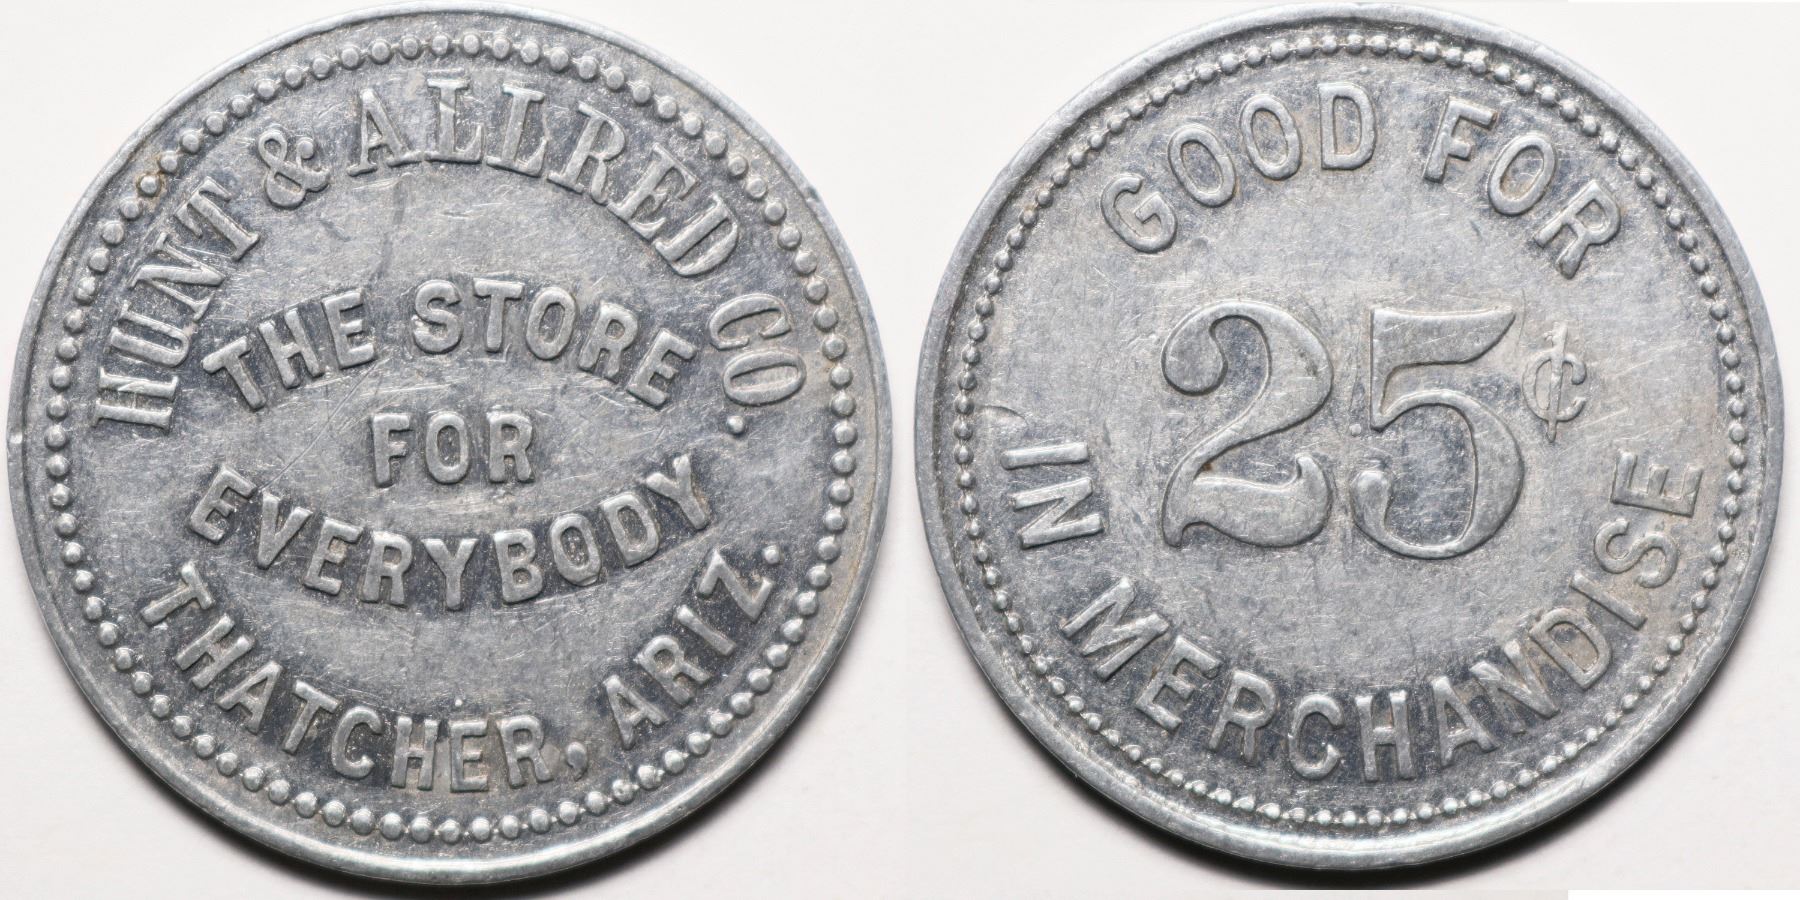 HUNT & ALLRED CO.
THE STORE
FOR
EVERYBODY
THATCHER, ARIZ.
GOOD FOR
25¢
IN MERCHANDISE